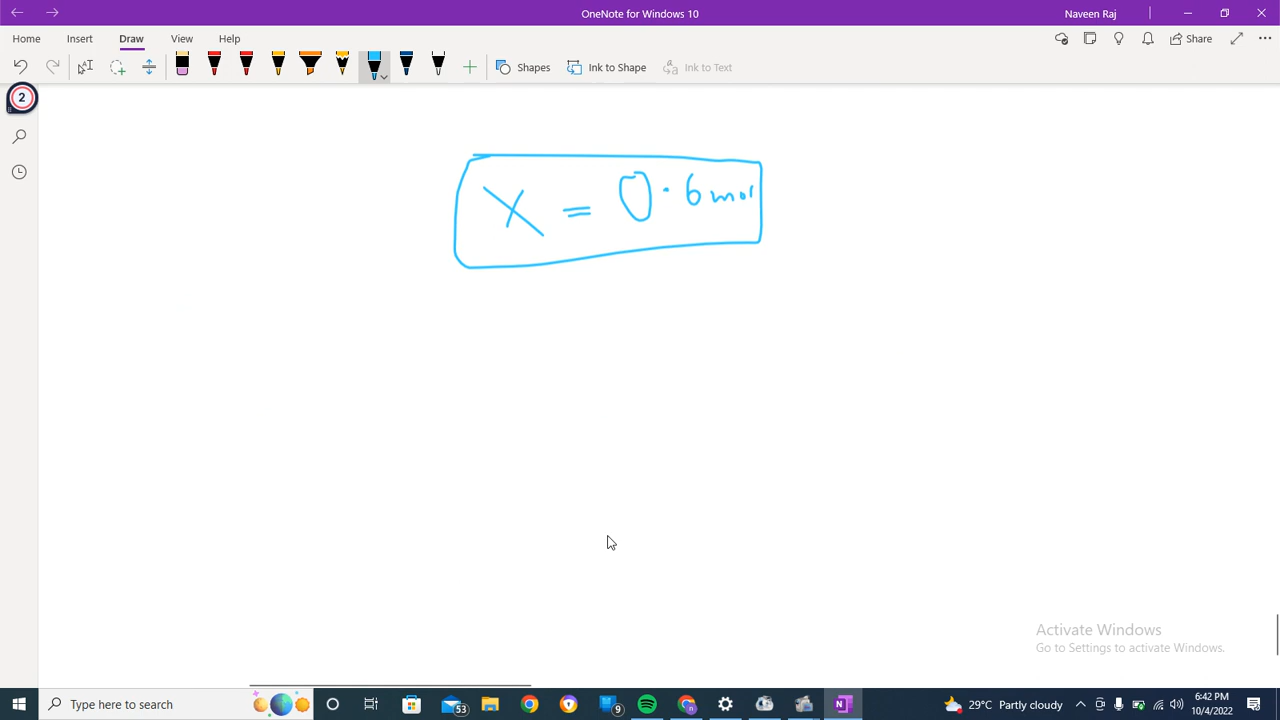 OneNote for Windows 10
Naveen Raj
Home Insert Draw View Help
Share
Shapes Ink to Shape Ink to Text
2
X = 0.6 mol
Activate Windows
Go to Settings to activate Windows.
Type here to search
53
9
29°C Partly cloudy
6:42 PM
10/4/2022